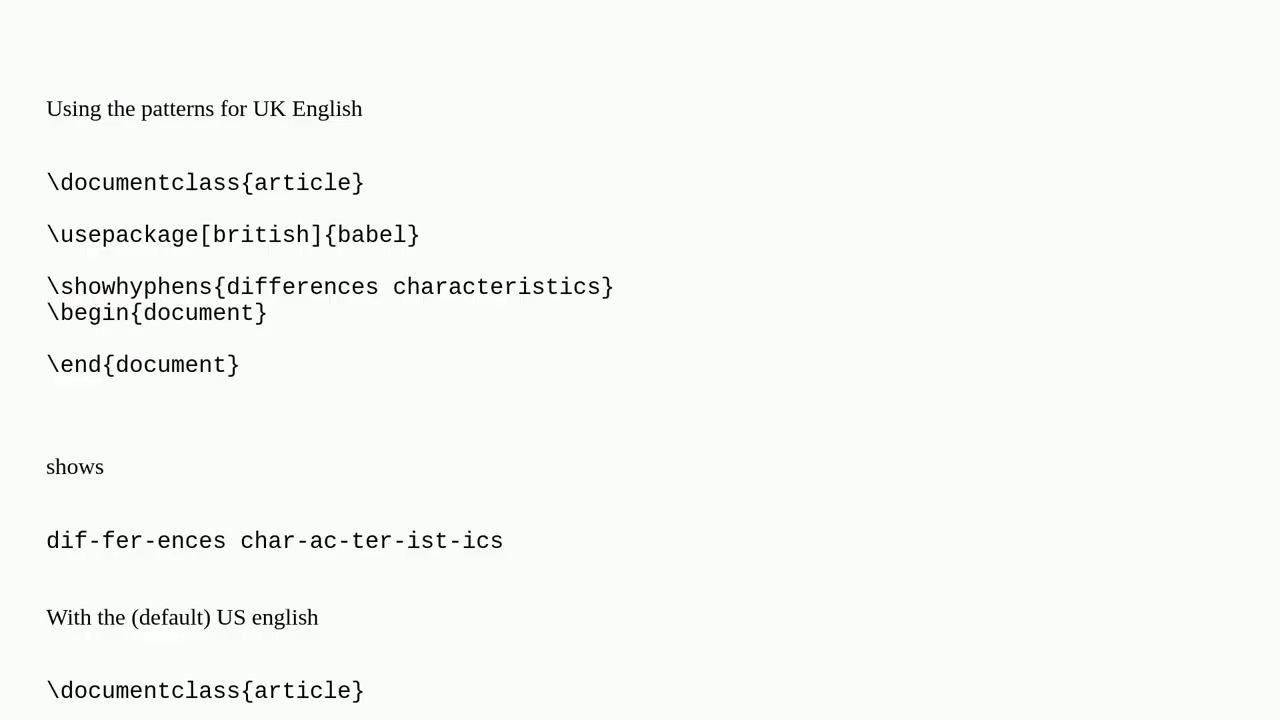 Using the patterns for UK English
\documentclass{article}
\usepackage[british]{babel}
\showhyphens{differences characteristics}
\begin{document}
\end{document}
shows
dif-fer-ences char-ac-ter-ist-ics
With the (default) US english
\documentclass{article}